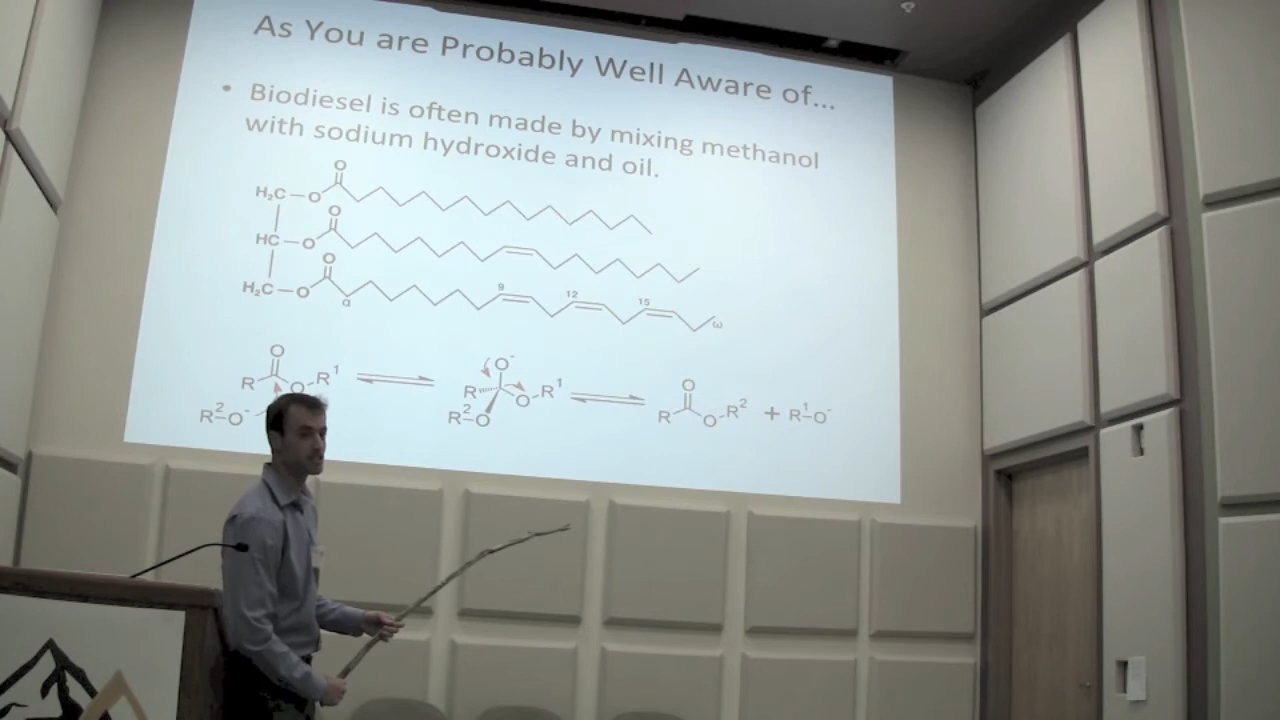 As You are Probably Well Aware of...
• Biodiesel is often made by mixing methanol
with sodium hydroxide and oil.
O
H₂C—O
O
HC—O
O
H₂C—O
α
9
12
15
ω
O
R
O-R¹
R²-O⁻
O⁻
R
O-R¹
R²-O
O
R
O-R²
+ R¹-O⁻